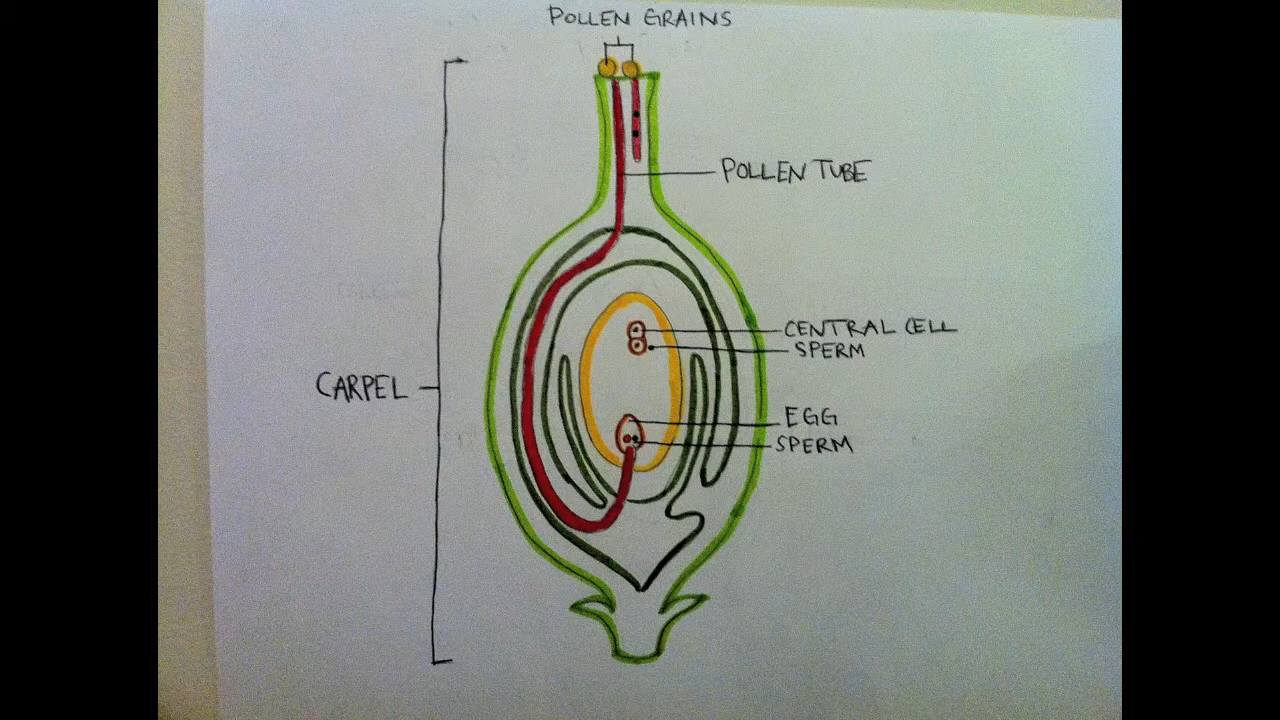 POLLEN GRAINS
POLLEN TUBE
CENTRAL CELL
SPERM
CARPEL
EGG
SPERM